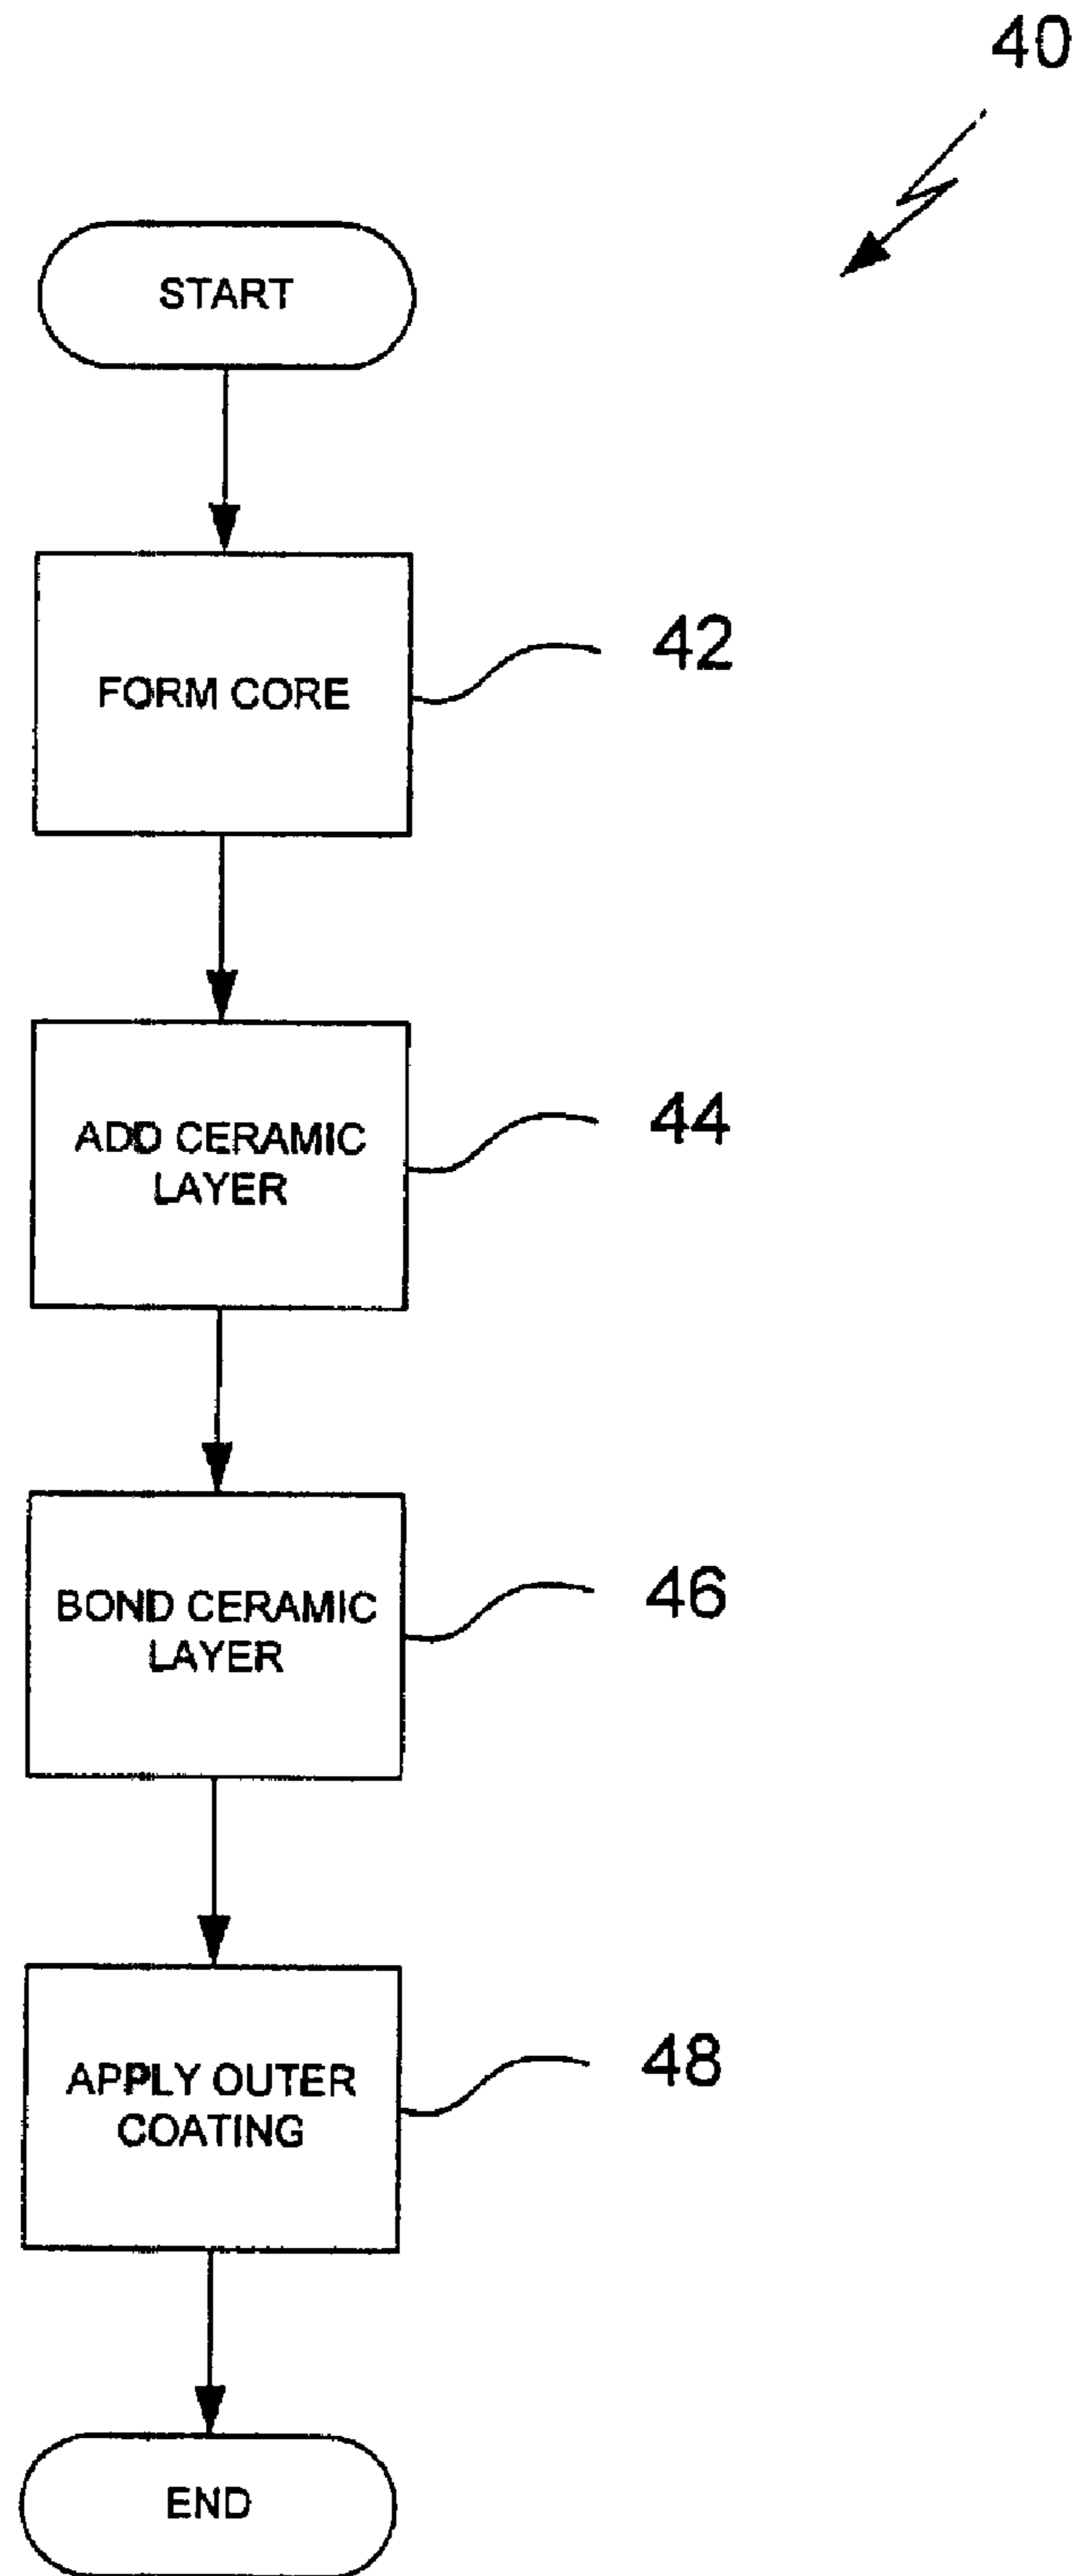 40
START
FORM CORE
42
ADD CERAMIC
LAYER
44
BOND CERAMIC
LAYER
46
APPLY OUTER
COATING
48
END